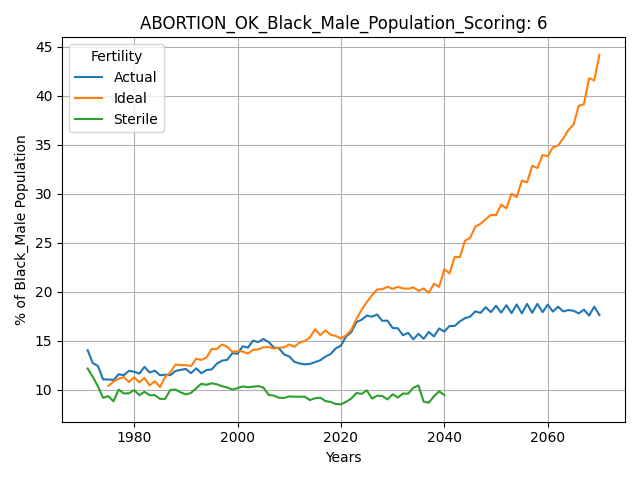 ABORTION_OK_Black_Male_Population_Scoring: 6
% of Black_Male Population
45
40
35
30
25
20
15
10
Fertility
Actual
Ideal
Sterile
1980
2000
2020
2040
2060
Years